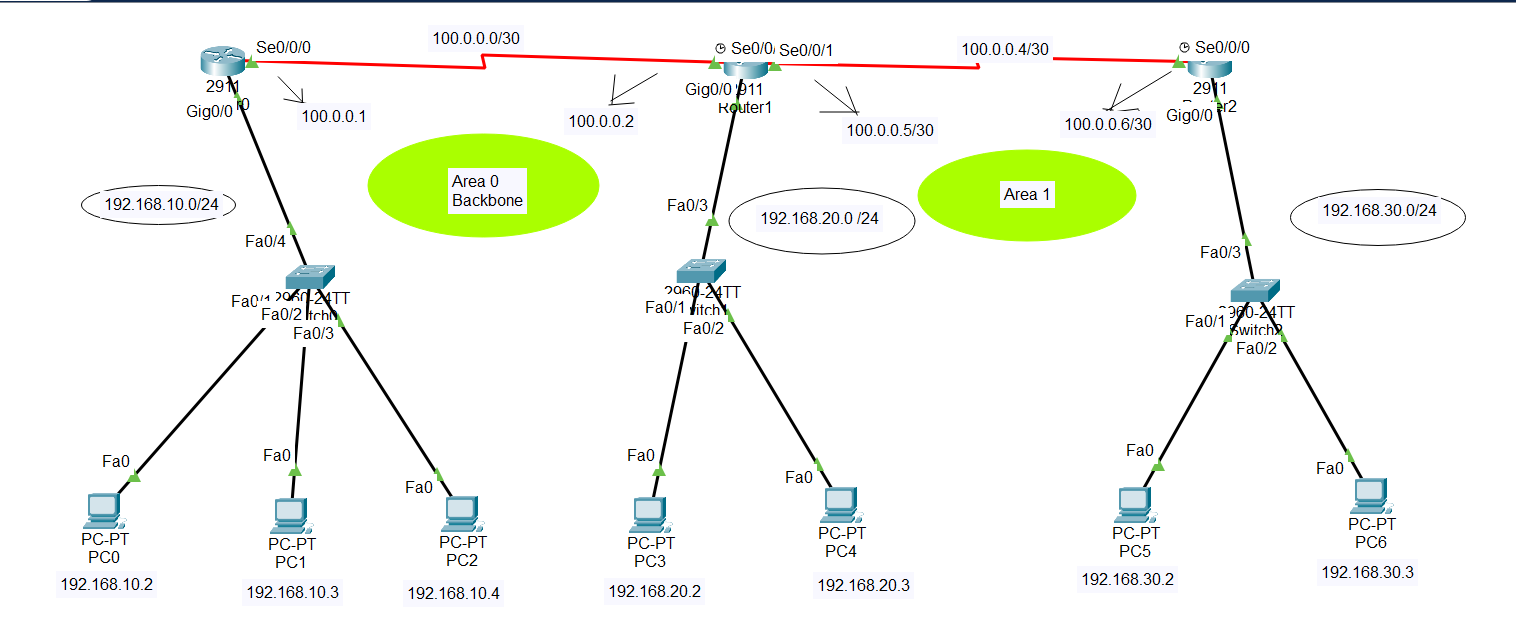 100.0.0.0/30
Se0/0/0
Se0/0/
Se0/0/1
100.0.0.4/30
Se0/0/0
2911
Gig0/0
100.0.0.1
100.0.0.2
Gig0/0
911
Router1
100.0.0.5/30
100.0.0.6/30
2911
Gig0/0
Area 0
Backbone
Area 1
192.168.10.0/24
Fa0/3
192.168.20.0 /24
192.168.30.0/24
Fa0/4
Fa0/3
Fa0/1
2960-24TT
Fa0/2
Fa0/3
2960-24TT
Fa0/1
Fa0/2
960-24TT
Fa0/1
Switch2
Fa0/2
Fa0
Fa0
Fa0
Fa0
Fa0
Fa0
Fa0
PC-PT
PC0
192.168.10.2
PC-PT
PC1
192.168.10.3
PC-PT
PC2
192.168.10.4
PC-PT
PC3
192.168.20.2
PC-PT
PC4
192.168.20.3
PC-PT
PC5
192.168.30.2
PC-PT
PC6
192.168.30.3